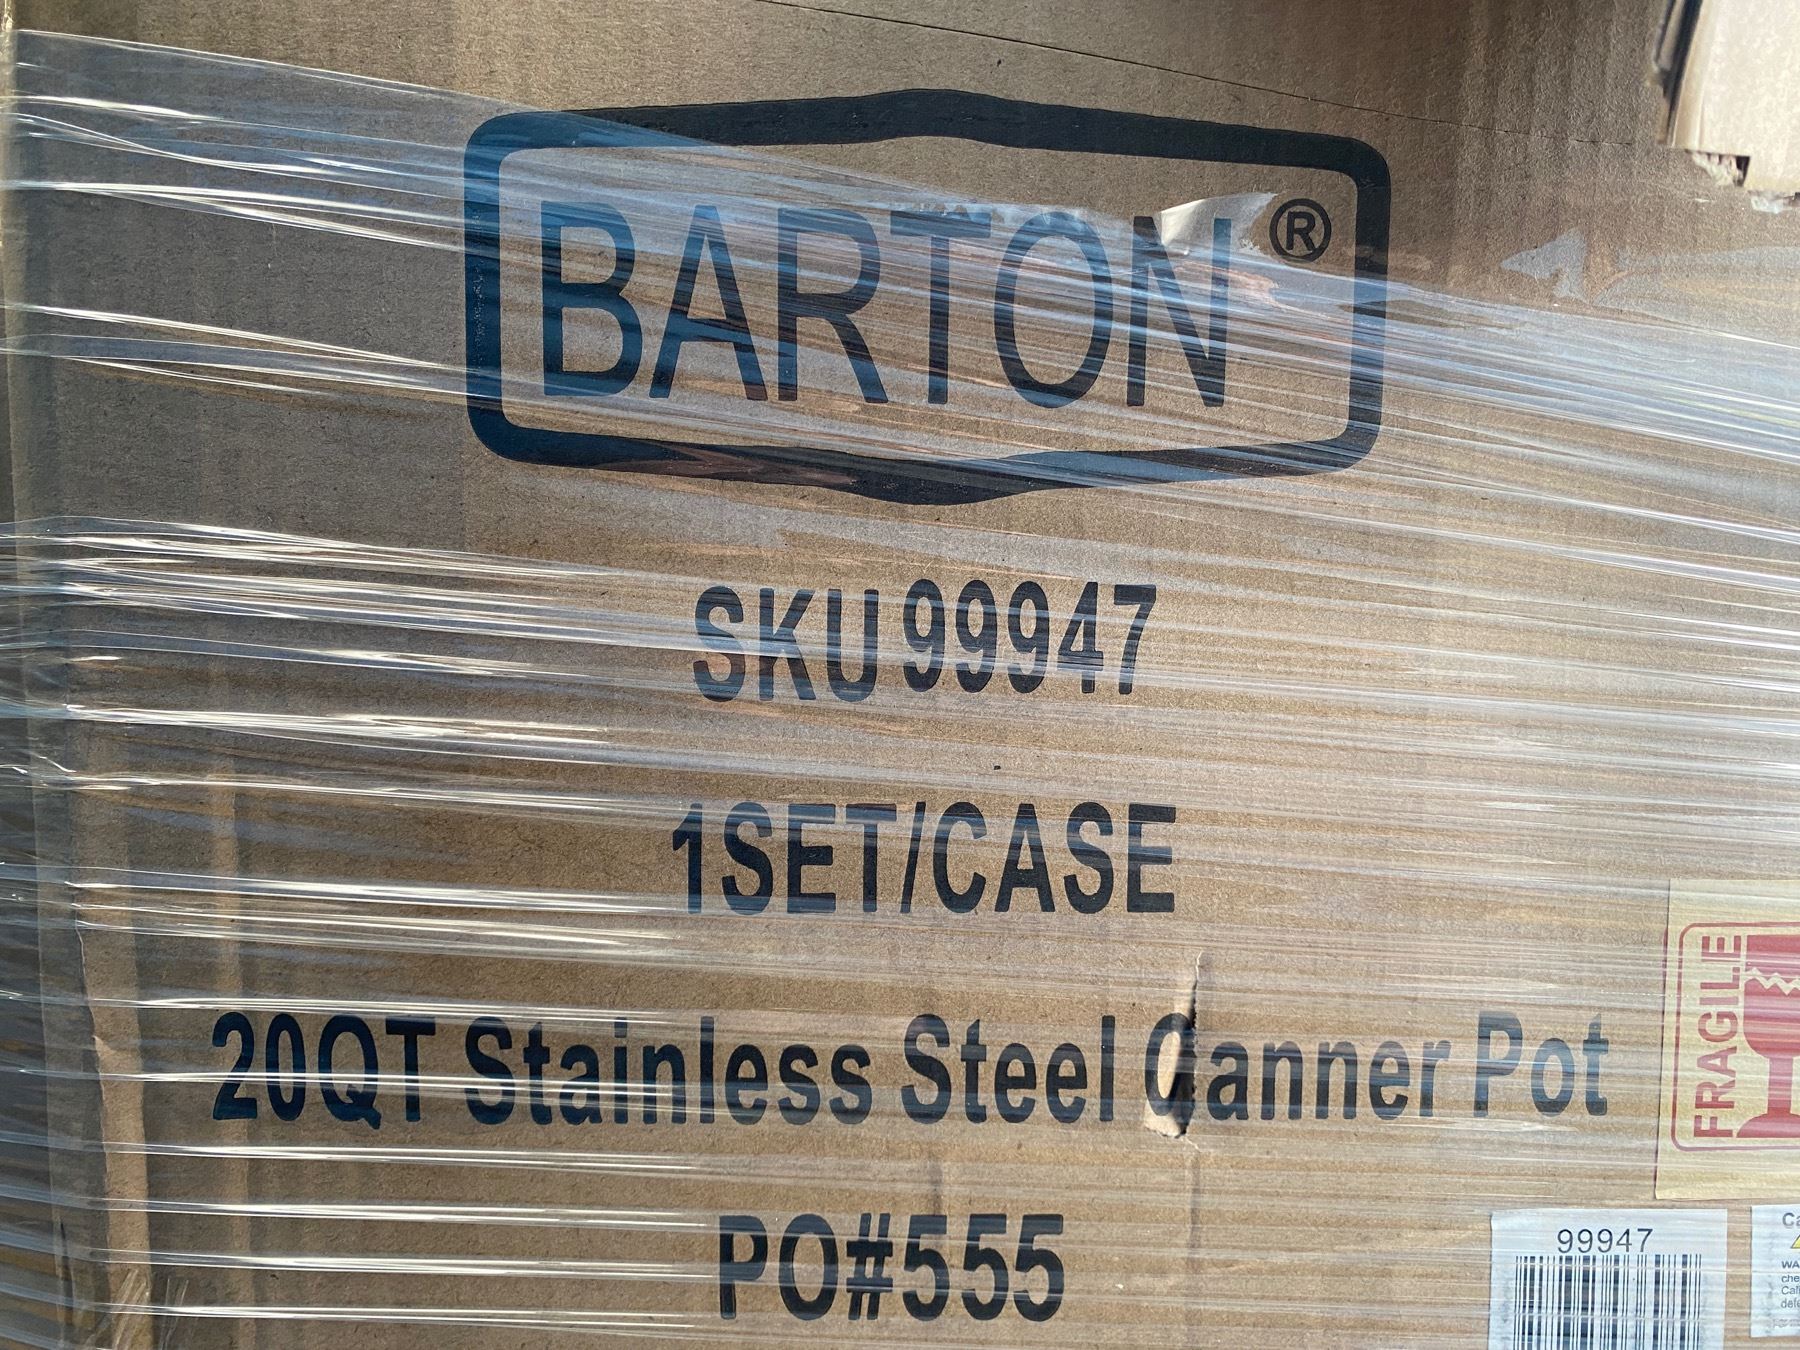 BARTON®
SKU 99947
1SET/CASE
20QT Stainless Steel Canner Pot
FRAGILE
PO#555
99947